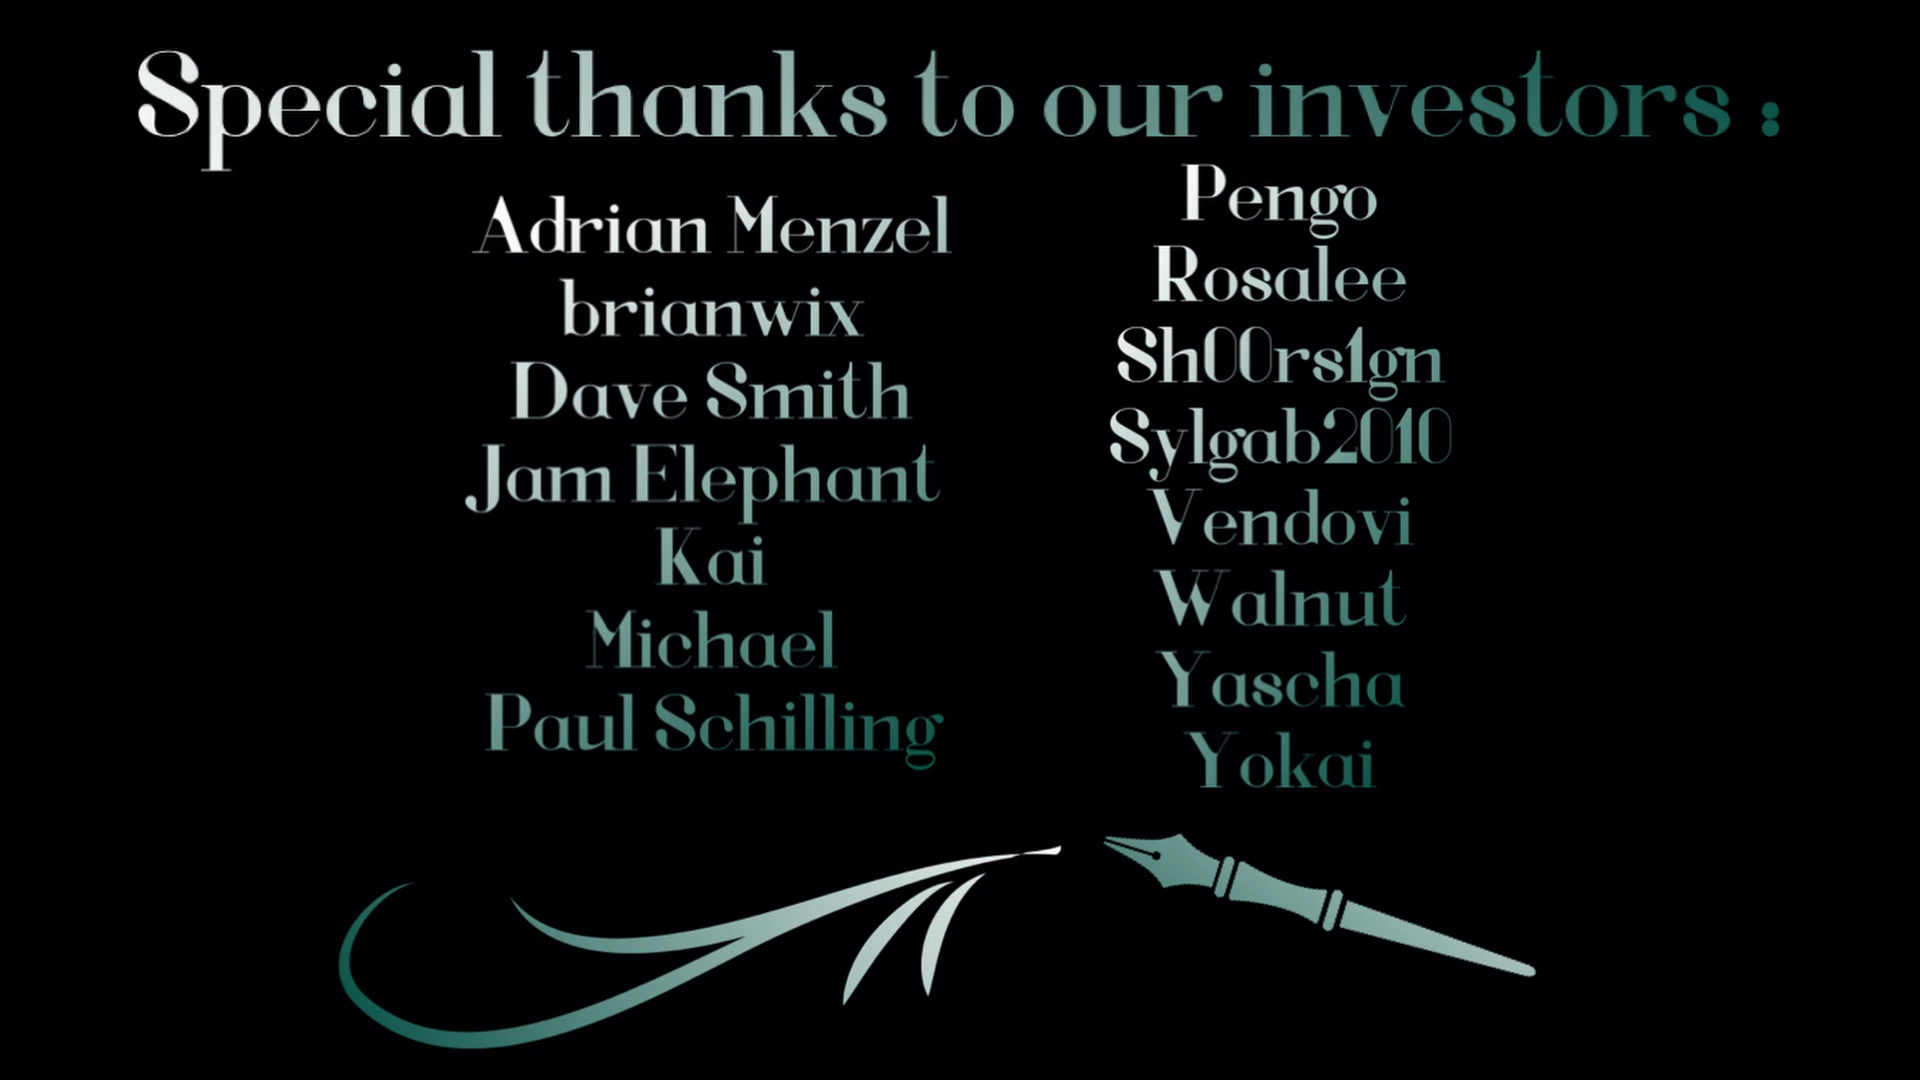 Special thanks to our investors :
Adrian Menzel
brianwix
Dave Smith
Jam Elephant
Kai
Michael
Paul Schilling
Pengo
Rosalee
Sh00rs1gn
Sylgab2010
Vendovi
Walnut
Yascha
Yokai